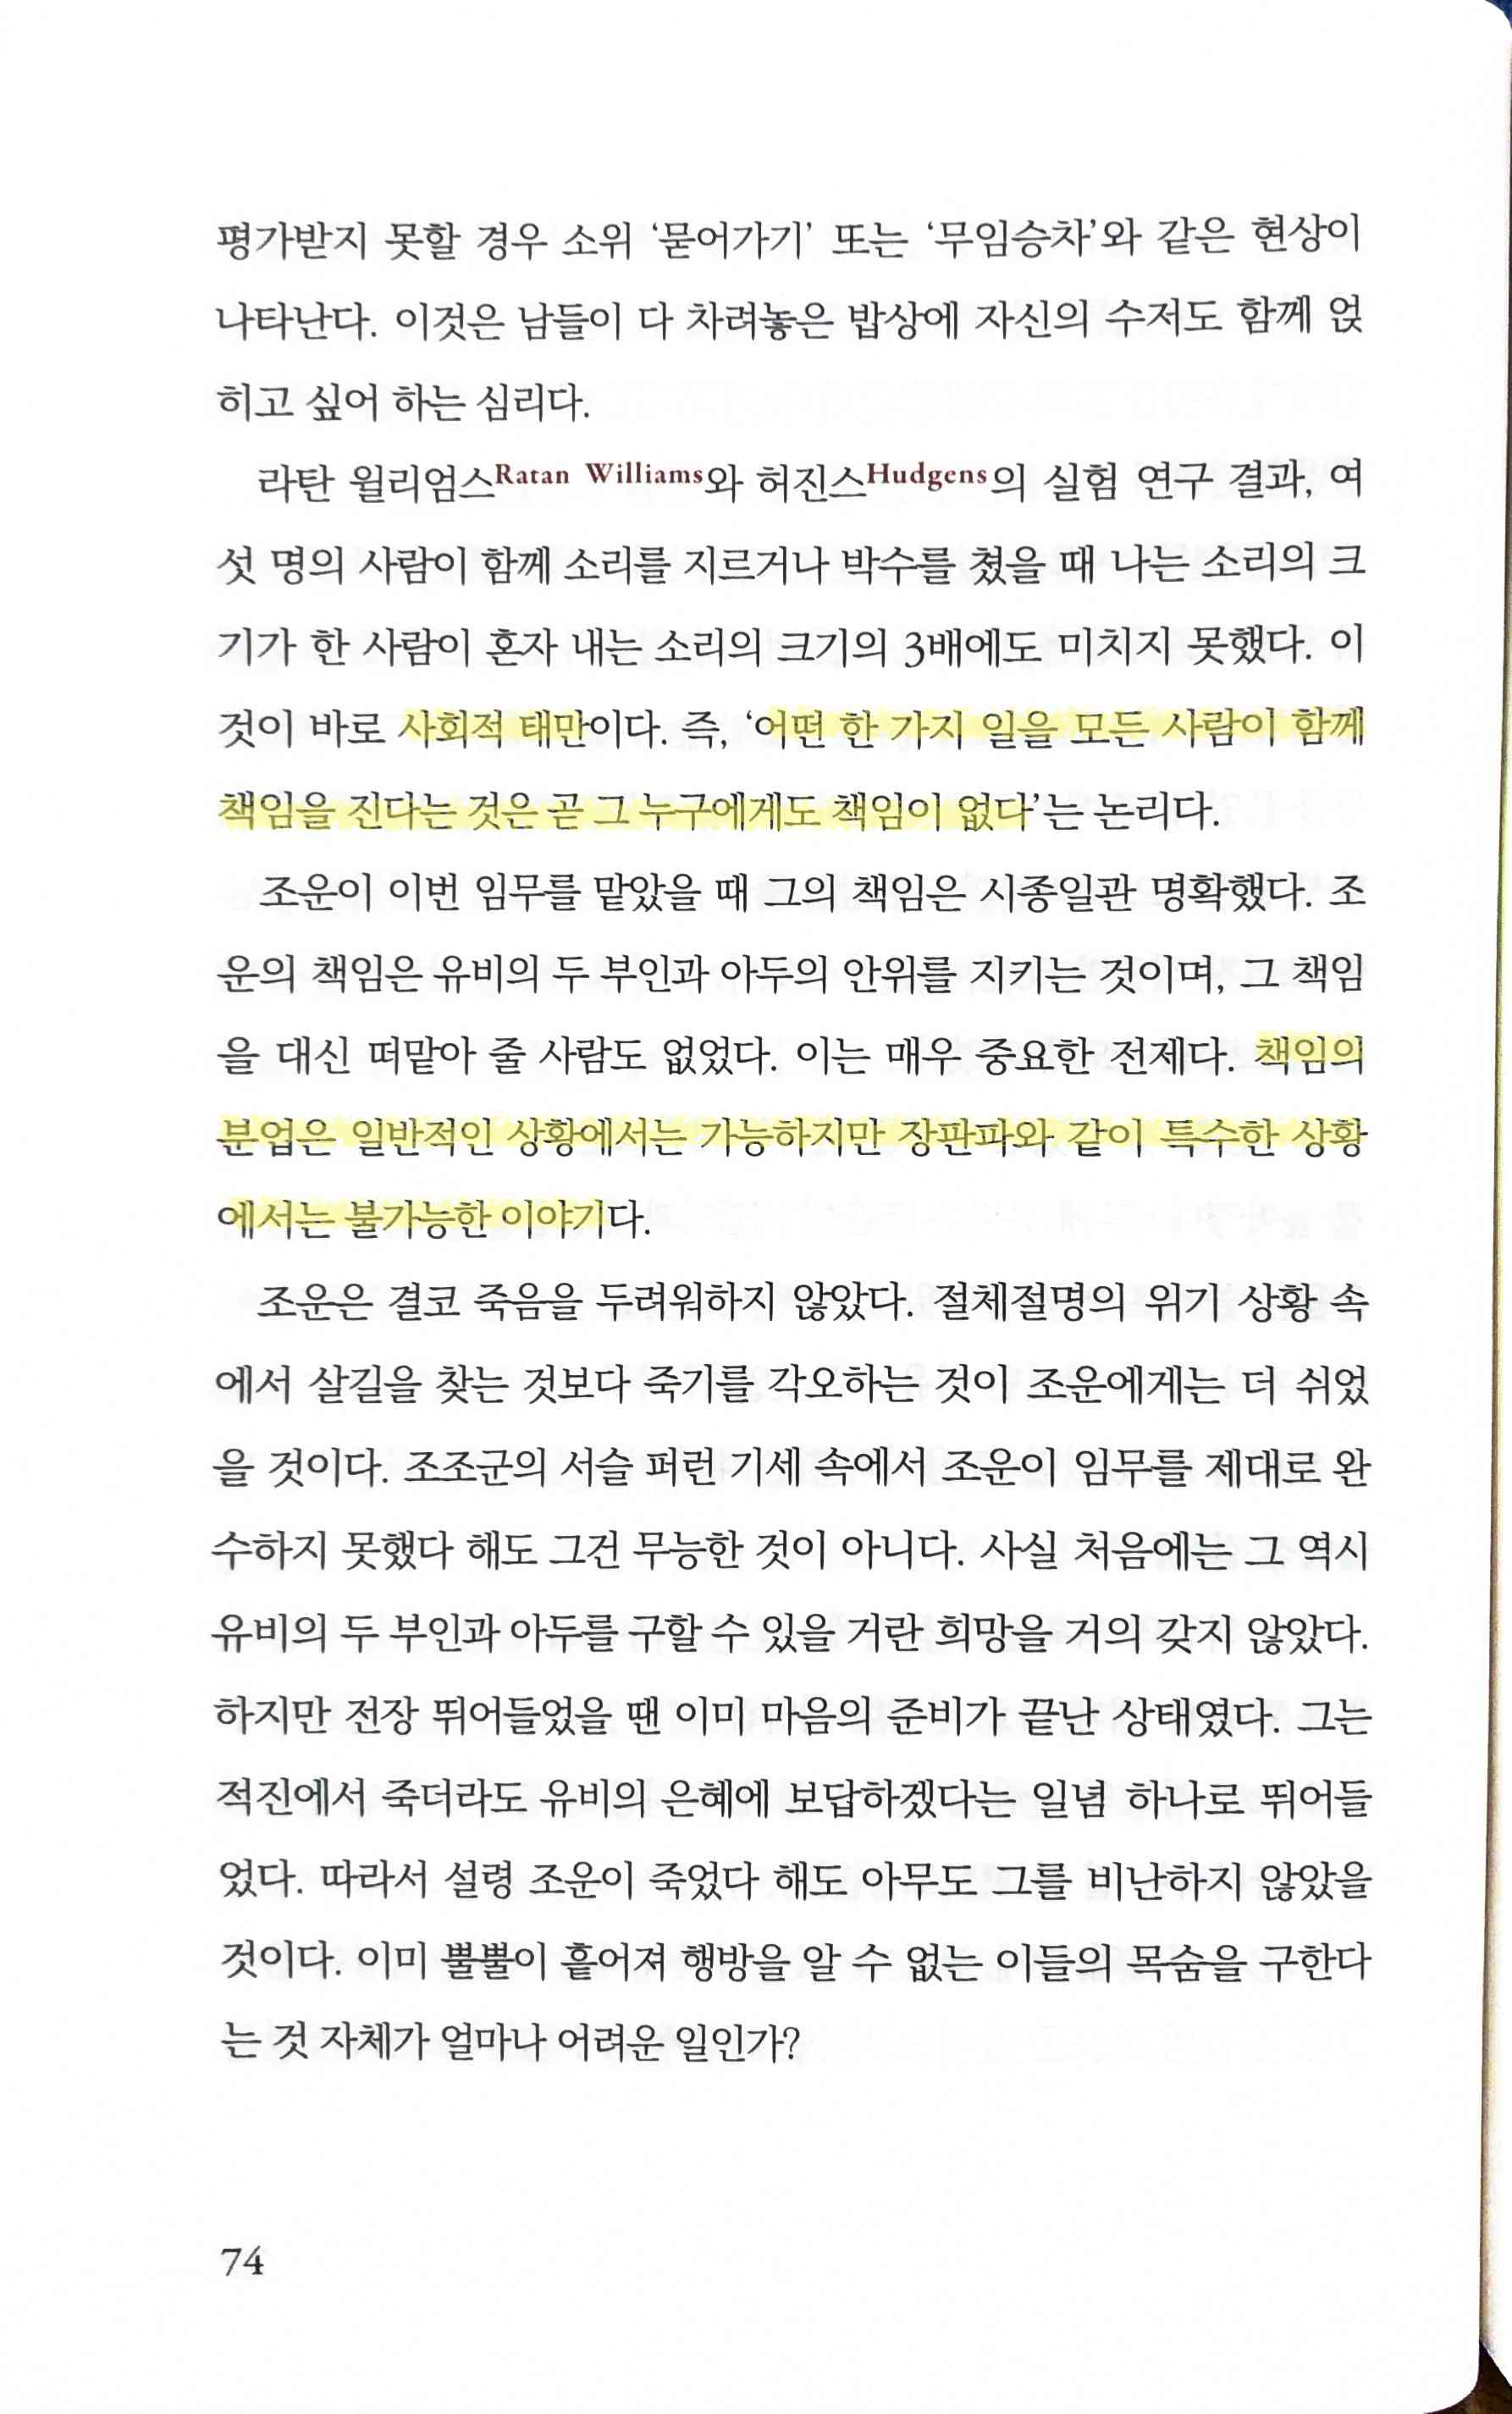 평가받지 못할 경우 소위 ‘묻어가기’ 또는 ‘무임승차’와 같은 현상이
나타난다. 이것은 남들이 다 차려놓은 밥상에 자신의 수저도 함께 얹
히고 싶어 하는 심리다.
라탄 윌리엄스Ratan Williams와 허진스Hudgens의 실험 연구 결과, 여
섯 명의 사람이 함께 소리를 지르거나 박수를 쳤을 때 나는 소리의 크
기가 한 사람이 혼자 내는 소리의 크기의 3배에도 미치지 못했다. 이
것이 바로 사회적 태만이다. 즉, ‘어떤 한 가지 일을 모든 사람이 함께
책임을 진다는 것은 곧 그 누구에게도 책임이 없다’는 논리다.
조운이 이번 임무를 맡았을 때 그의 책임은 시종일관 명확했다. 조
운의 책임은 유비의 두 부인과 아두의 안위를 지키는 것이며, 그 책임
을 대신 떠맡아 줄 사람도 없었다. 이는 매우 중요한 전제다. 책임의
분업은 일반적인 상황에서는 가능하지만 장판파와 같이 특수한 상황
에서는 불가능한 이야기다.
조운은 결코 죽음을 두려워하지 않았다. 절체절명의 위기 상황 속
에서 살길을 찾는 것보다 죽기를 각오하는 것이 조운에게는 더 쉬었
을 것이다. 조조군의 서슬 퍼런 기세 속에서 조운이 임무를 제대로 완
수하지 못했다 해도 그건 무능한 것이 아니다. 사실 처음에는 그 역시
유비의 두 부인과 아두를 구할 수 있을 거란 희망을 거의 갖지 않았다.
하지만 전장 뛰어들었을 땐 이미 마음의 준비가 끝난 상태였다. 그는
적진에서 죽더라도 유비의 은혜에 보답하겠다는 일념 하나로 뛰어들
었다. 따라서 설령 조운이 죽었다 해도 아무도 그를 비난하지 않았을
것이다. 이미 뿔뿔이 흩어져 행방을 알 수 없는 이들의 목숨을 구한다
는 것 자체가 얼마나 어려운 일인가?
74